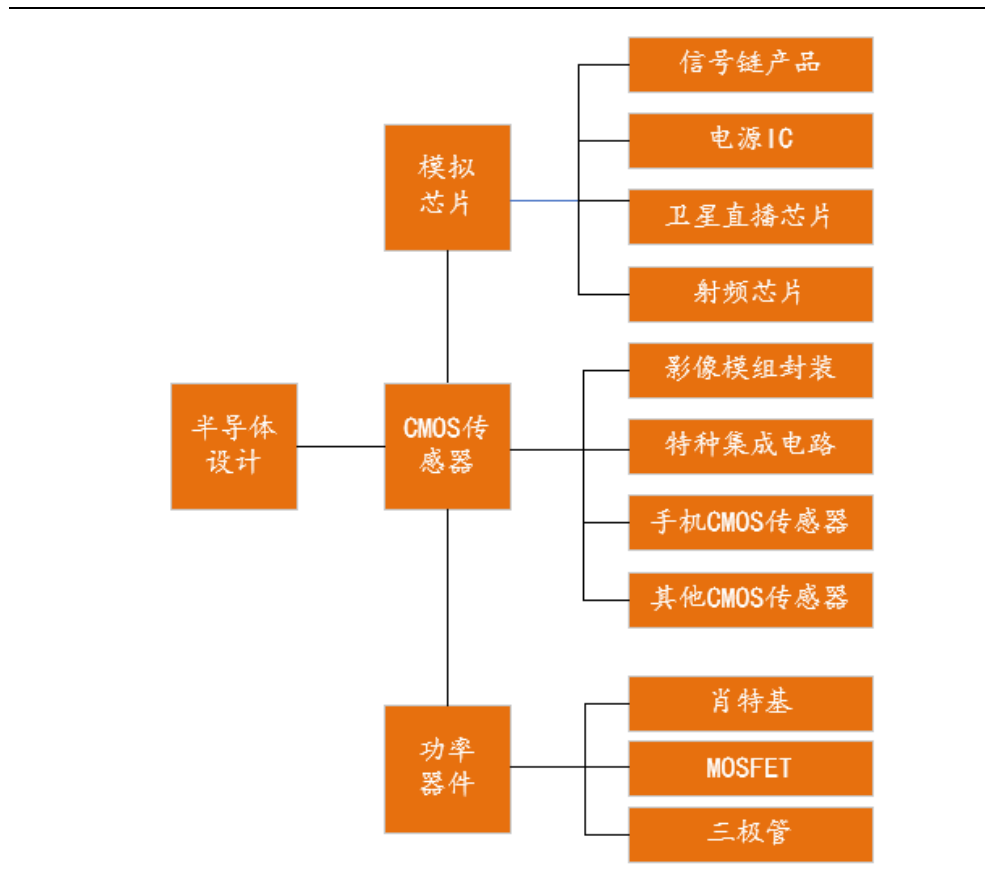 半导体
设计
模拟
芯片
信号链产品
电源IC
卫星直播芯片
射频芯片
CMOS传
感器
影像模组封装
特种集成电路
手机CMOS传感器
其他CMOS传感器
功率
器件
肖特基
MOSFET
三极管